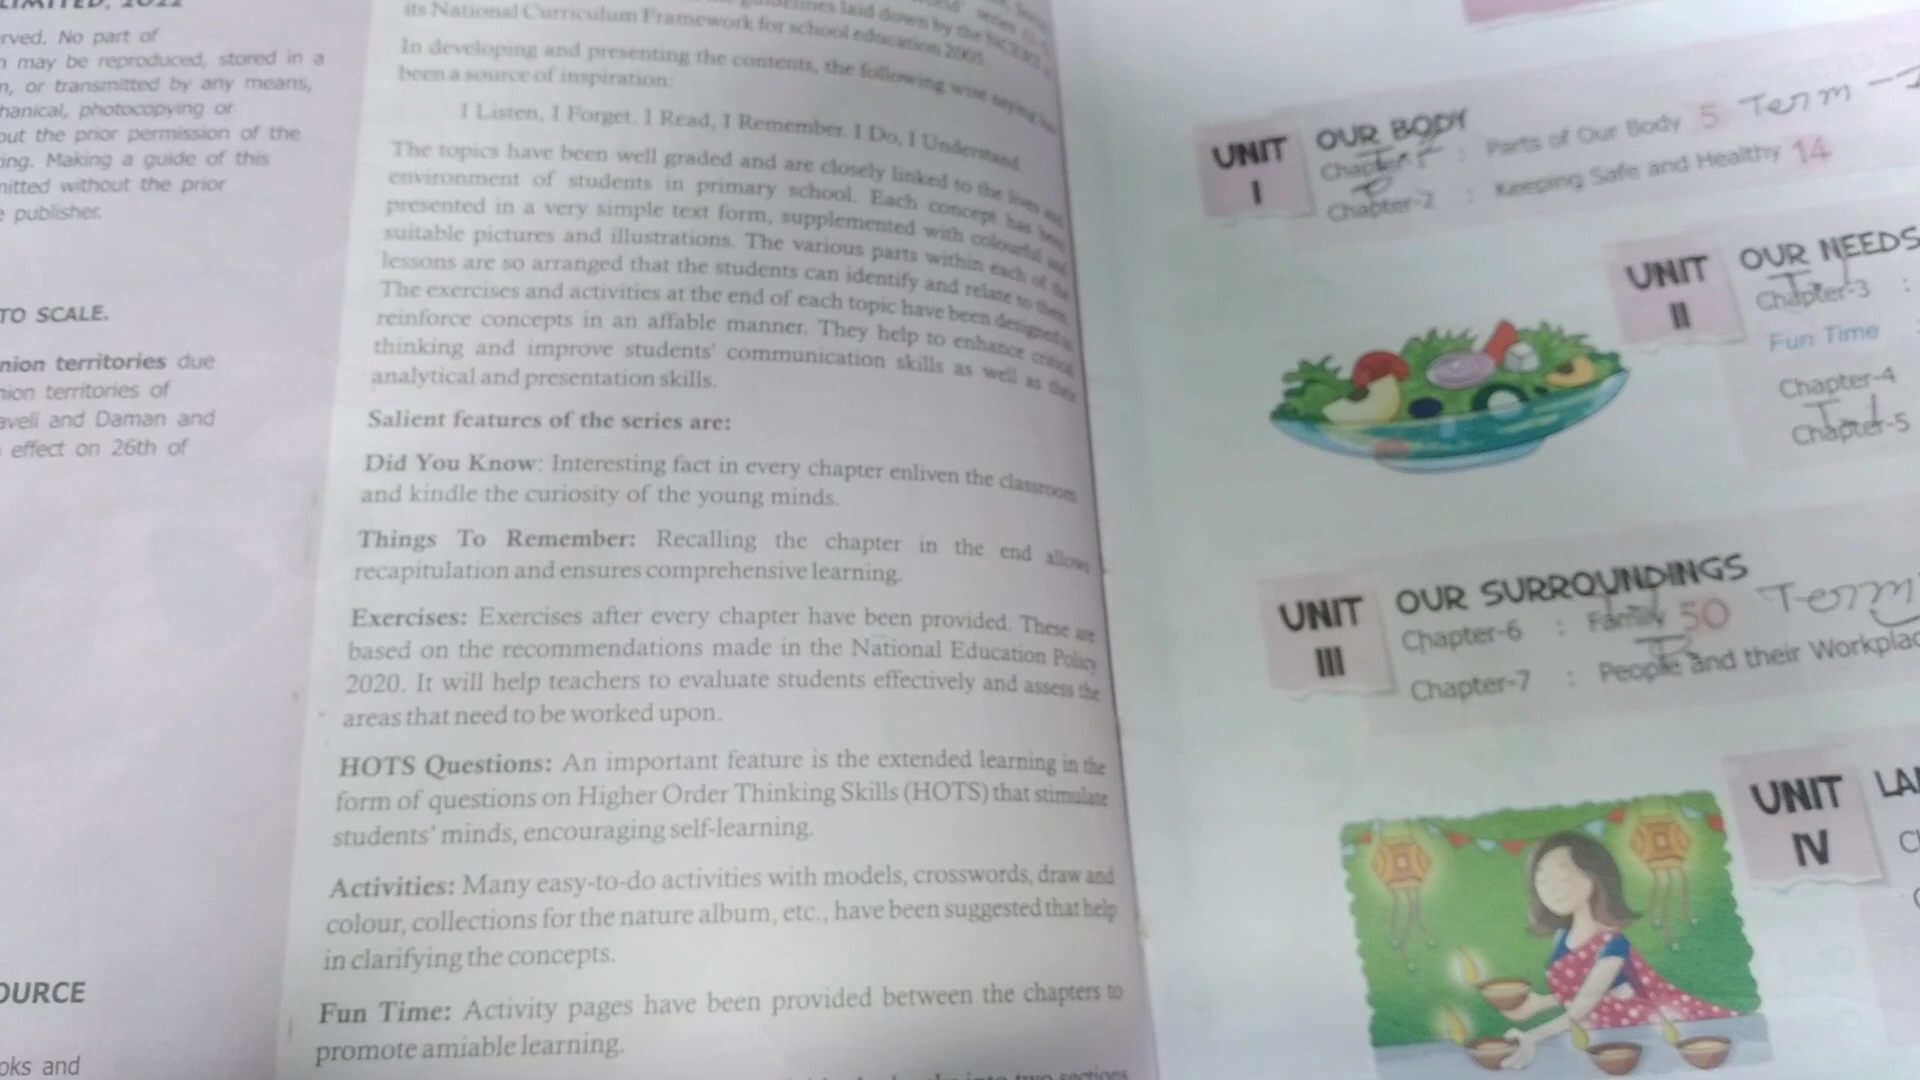 LIMITED, 2022
rved. No part of
may be reproduced, stored in a
or transmitted by any means,
hanical, photocopying or
out the prior permission of the
ing. Making a guide of this
mitted without the prior
publisher.
TO SCALE.
nion territories due
nion territories of
aveli and Daman and
effect on 26th of
OURCE
oks and
guidelines laid down by the NCERT
its National Curriculum Framework for school education 2005.
In developing and presenting the contents, the following wise saying has
been a source of inspiration:
I Listen, I Forget. I Read, I Remember. I Do, I Understand.
The topics have been well graded and are closely linked to the lives and
environment of students in primary school. Each concept has been
presented in a very simple text form, supplemented with colourful and
suitable pictures and illustrations. The various parts within each of the
lessons are so arranged that the students can identify and relate to them.
The exercises and activities at the end of each topic have been designed to
reinforce concepts in an affable manner. They help to enhance critical
thinking and improve students' communication skills as well as their
analytical and presentation skills.
Salient features of the series are:
Did You Know: Interesting fact in every chapter enliven the classroom
and kindle the curiosity of the young minds.
Things To Remember: Recalling the chapter in the end allows
recapitulation and ensures comprehensive learning.
Exercises: Exercises after every chapter have been provided. These are
based on the recommendations made in the National Education Policy
2020. It will help teachers to evaluate students effectively and assess the
areas that need to be worked upon.
HOTS Questions: An important feature is the extended learning in the
form of questions on Higher Order Thinking Skills (HOTS) that stimulate
students' minds, encouraging self-learning.
Activities: Many easy-to-do activities with models, crosswords, draw and
colour, collections for the nature album, etc., have been suggested that help
in clarifying the concepts.
Fun Time: Activity pages have been provided between the chapters to
promote amiable learning.
into two sections
UNIT I
OUR BODY
Chapter-1 : Parts of Our Body 5 Term-I
Chapter-2 : Keeping Safe and Healthy 14
UNIT II
OUR NEEDS
Chapter-3 :
Fun Time
Chapter-4
Chapter-5
UNIT III
OUR SURROUNDINGS
Chapter-6 : Family 50 Term
Chapter-7 : People and their Workplac
UNIT IV
LA